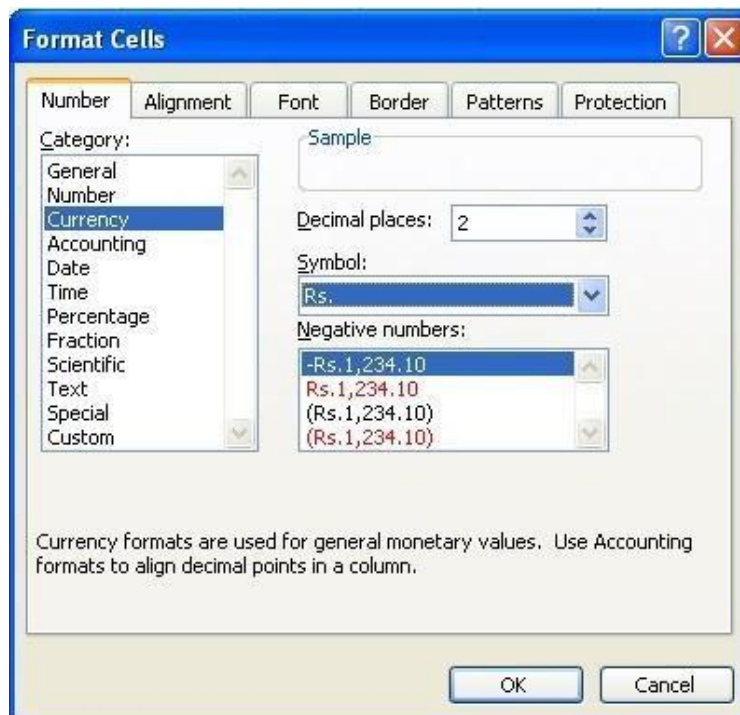 Format Cells
Number Alignment Font Border Patterns Protection
Category:
General
Number
Currency
Accounting
Date
Time
Percentage
Fraction
Scientific
Text
Special
Custom
Sample
Decimal places: 2
Symbol:
Rs.
Negative numbers:
-Rs.1,234.10
Rs.1,234.10
(Rs.1,234.10)
(Rs.1,234.10)
Currency formats are used for general monetary values. Use Accounting
formats to align decimal points in a column.
OK Cancel